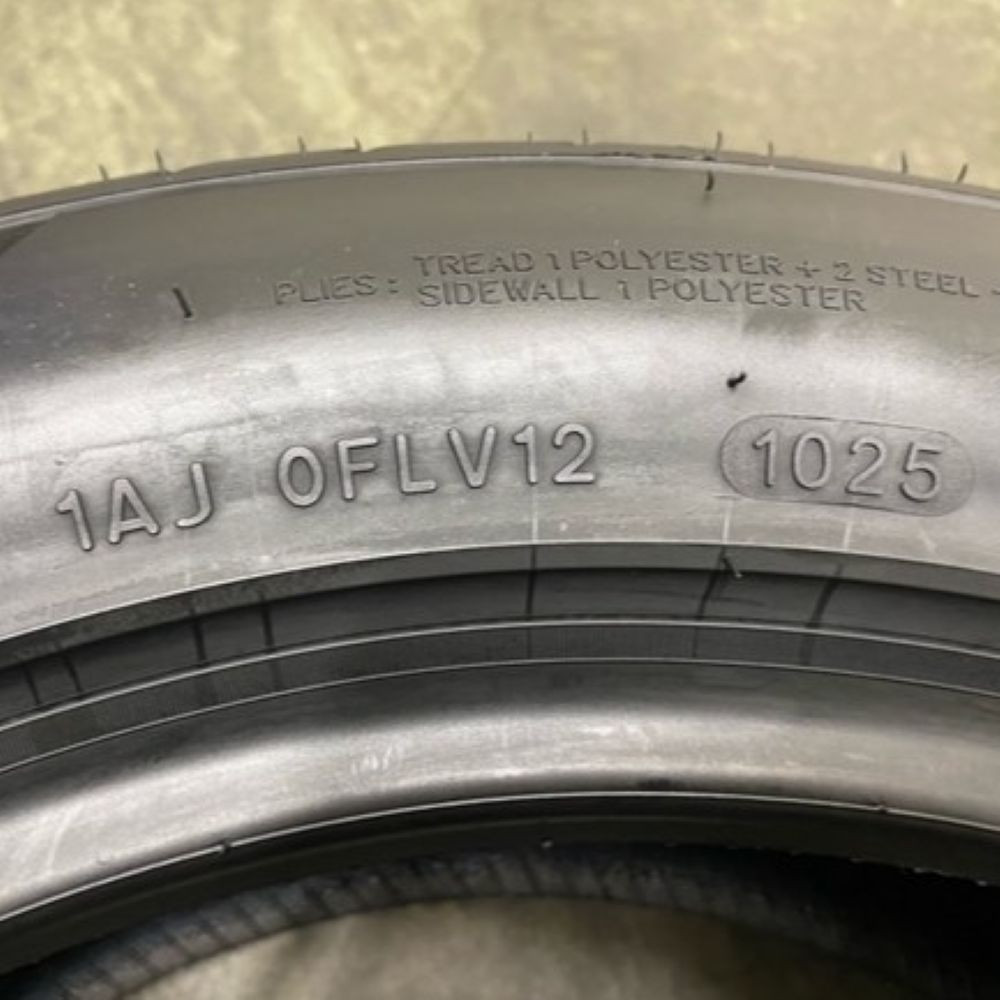 TREAD 1 POLYESTER + 2 STEEL
PLIES : SIDEWALL 1 POLYESTER
1AJ 0FLV12 1025